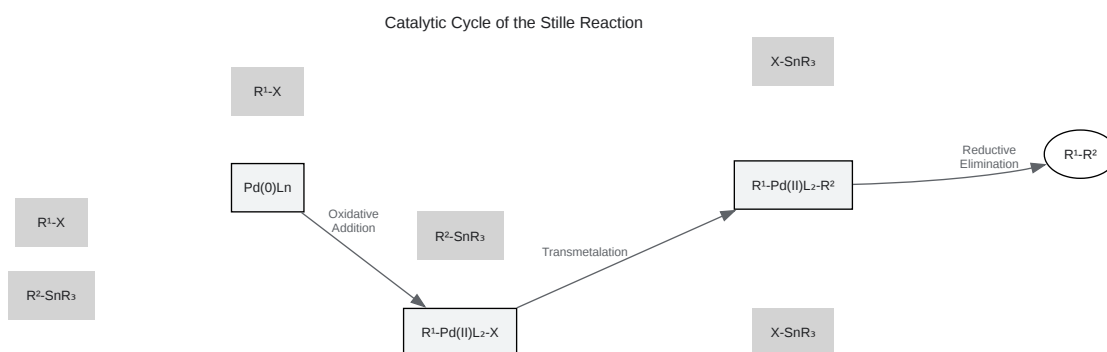 Catalytic Cycle of the Stille Reaction
X-SnR₃
R¹-X
R¹-R²
Reductive
Elimination
Pd(0)Ln
R¹-Pd(II)L₂-R²
R¹-X
Oxidative
Addition
R²-SnR₃
Transmetalation
R²-SnR₃
R¹-Pd(II)L₂-X
X-SnR₃